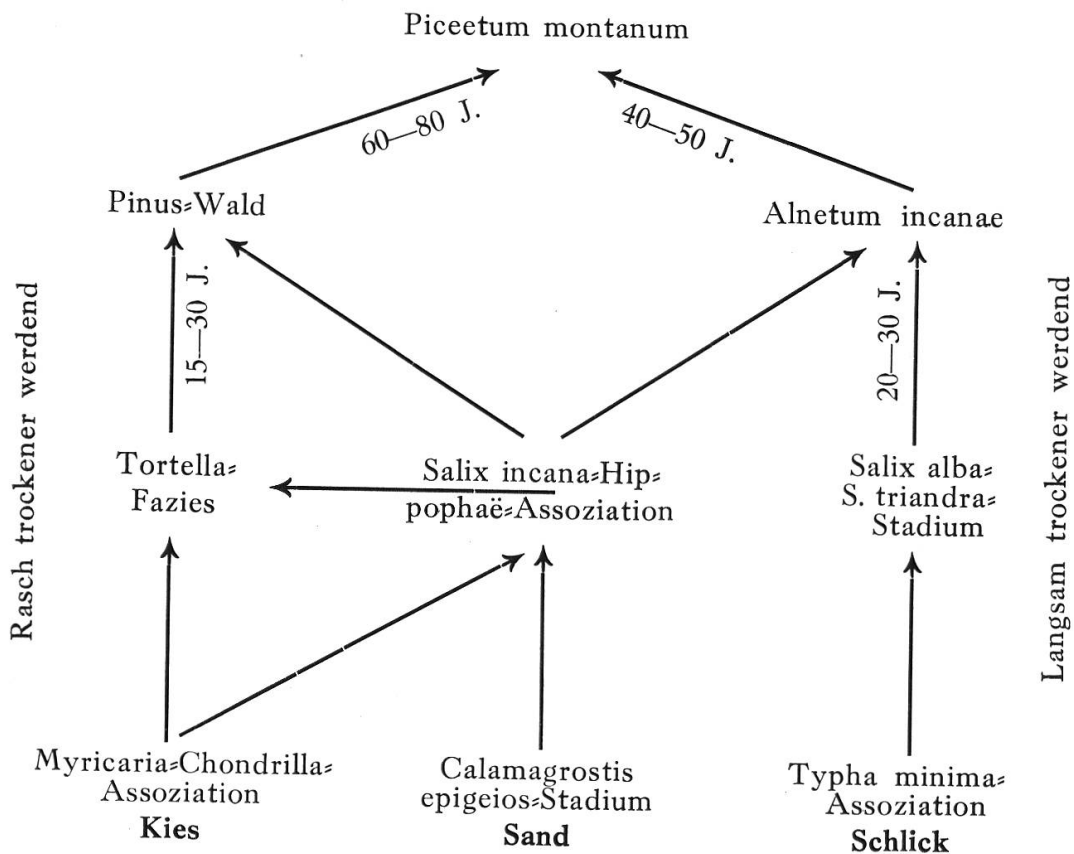 Piceetum montanum
60—80 J.
40—50 J.
Pinus⸗Wald
Alnetum incanae
Rasch trockener werdend
15—30 J.
20—30 J.
Langsam trockener werdend
Tortella⸗
Fazies
Salix incana⸗Hip⸗
pophaë⸗Assoziation
Salix alba⸗
S. triandra⸗
Stadium
Myricaria⸗Chondrilla⸗
Assoziation
Kies
Calamagrostis
epigeios⸗Stadium
Sand
Typha minima⸗
Assoziation
Schlick